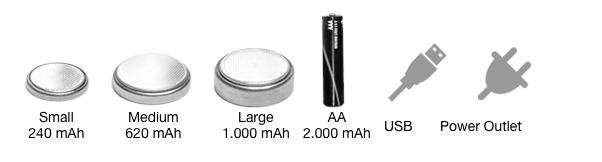 Small
240 mAh
Medium
620 mAh
Large
1.000 mAh
AA
2.000 mAh
USB
Power Outlet